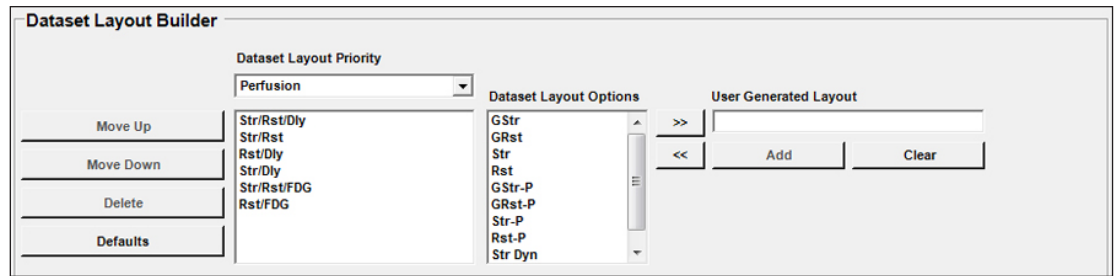 Dataset Layout Builder
Dataset Layout Priority
Perfusion
Move Up
Move Down
Delete
Defaults
Str/Rst/Dly
Str/Rst
Rst/Dly
Str/Dly
Str/Rst/FDG
Rst/FDG
Dataset Layout Options
GStr
GRst
Str
Rst
GStr-P
GRst-P
Str-P
Rst-P
Str Dyn
>>
<<
User Generated Layout
Add
Clear